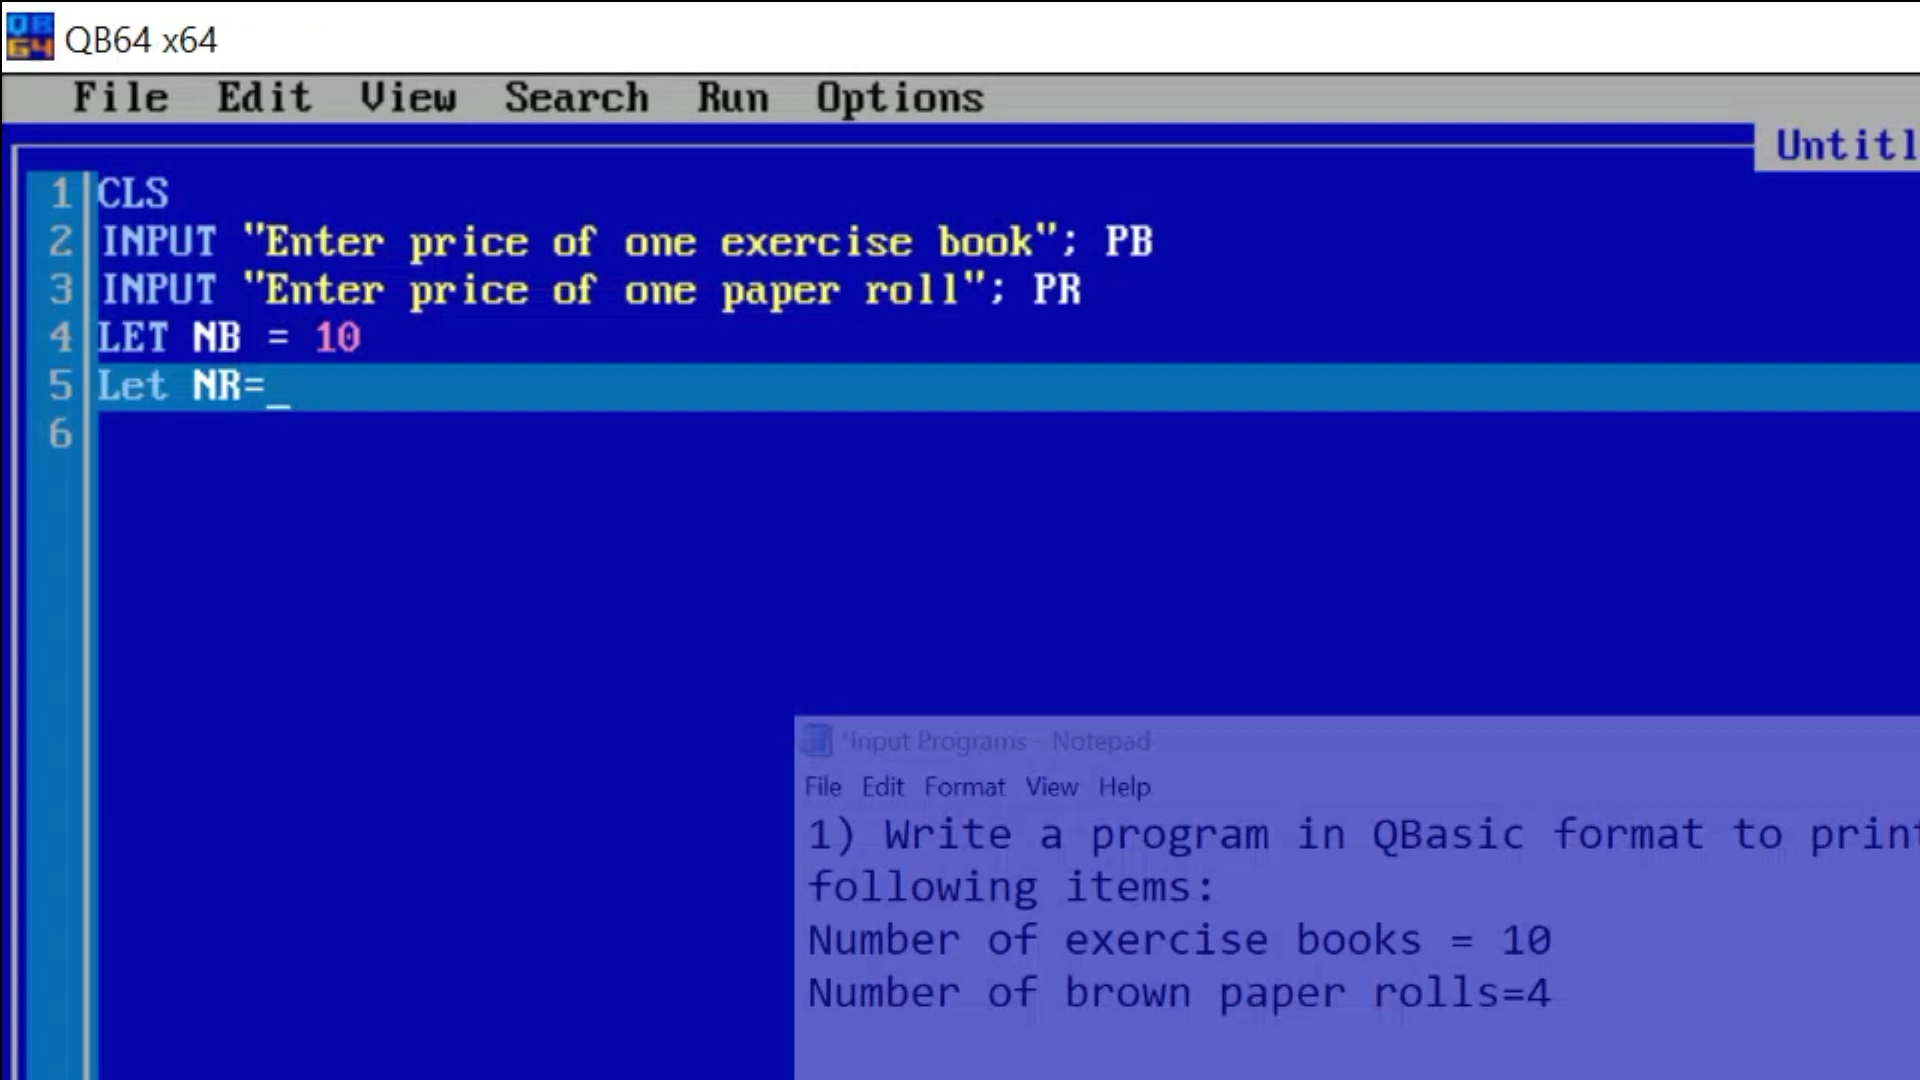 QB64 x64
File Edit View Search Run Options
Untitl
1 CLS
2 INPUT "Enter price of one exercise book"; PB
3 INPUT "Enter price of one paper roll"; PR
4 LET NB = 10
5 Let NR=_
6
*Input Programs - Notepad
File Edit Format View Help
1) Write a program in QBasic format to print
following items:
Number of exercise books = 10
Number of brown paper rolls=4